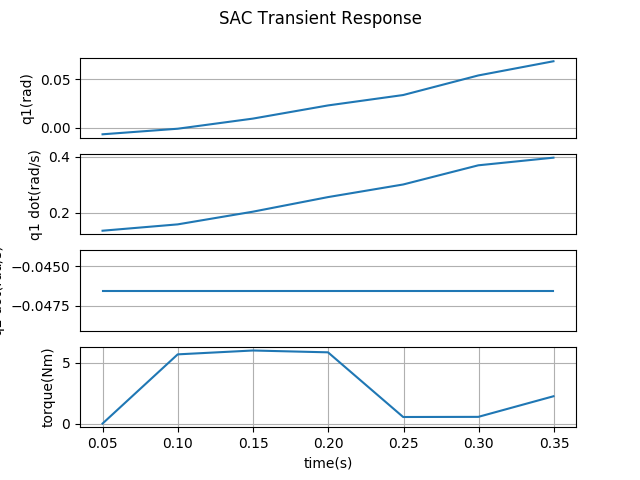 SAC Transient Response
q1(rad)
0.05
0.00
q1 dot(rad/s)
0.4
0.2
−0.0450
−0.0475
torque(Nm)
5
0
0.05 0.10 0.15 0.20 0.25 0.30 0.35
time(s)